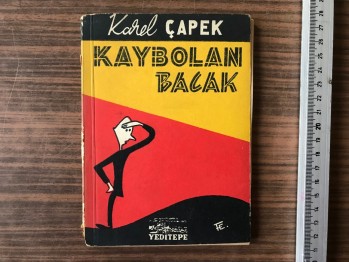 Karel ÇAPEK
KAYBOLAN
BACAK
YEDİTEPE